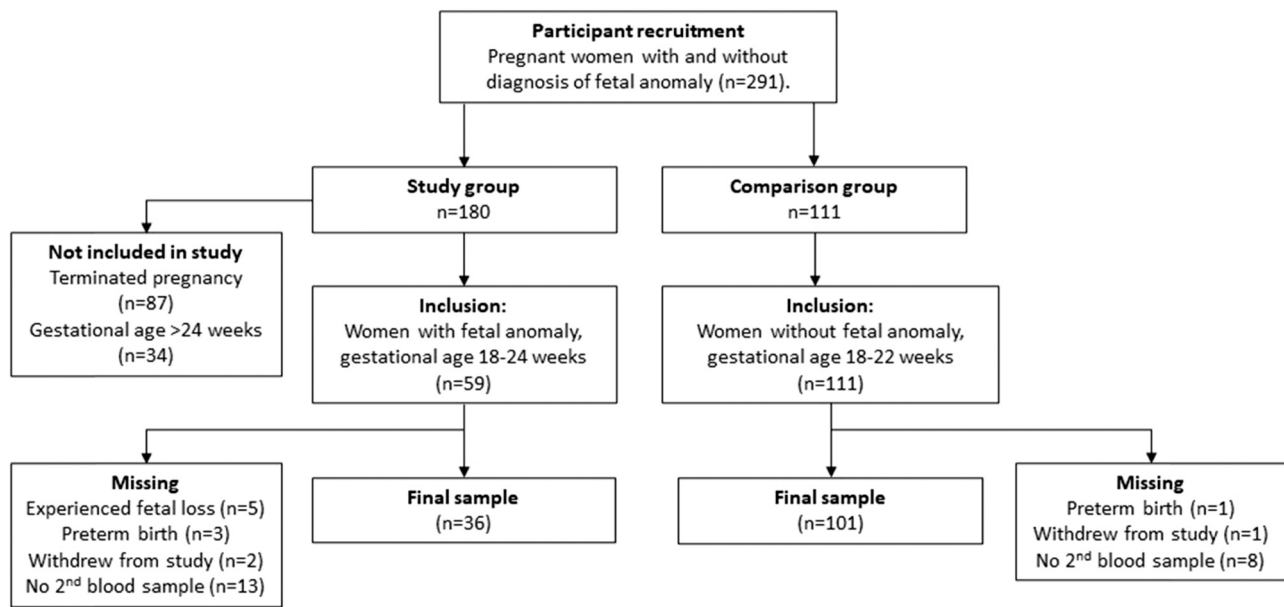 Participant recruitment
Pregnant women with and without
diagnosis of fetal anomaly (n=291).
Study group
n=180
Comparison group
n=111
Not included in study
Terminated pregnancy
(n=87)
Gestational age >24 weeks
(n=34)
Inclusion:
Women with fetal anomaly,
gestational age 18-24 weeks
(n=59)
Inclusion:
Women without fetal anomaly,
gestational age 18-22 weeks
(n=111)
Missing
Experienced fetal loss (n=5)
Preterm birth (n=3)
Withdrew from study (n=2)
No 2nd blood sample (n=13)
Final sample
(n=36)
Final sample
(n=101)
Missing
Preterm birth (n=1)
Withdrew from study (n=1)
No 2nd blood sample (n=8)